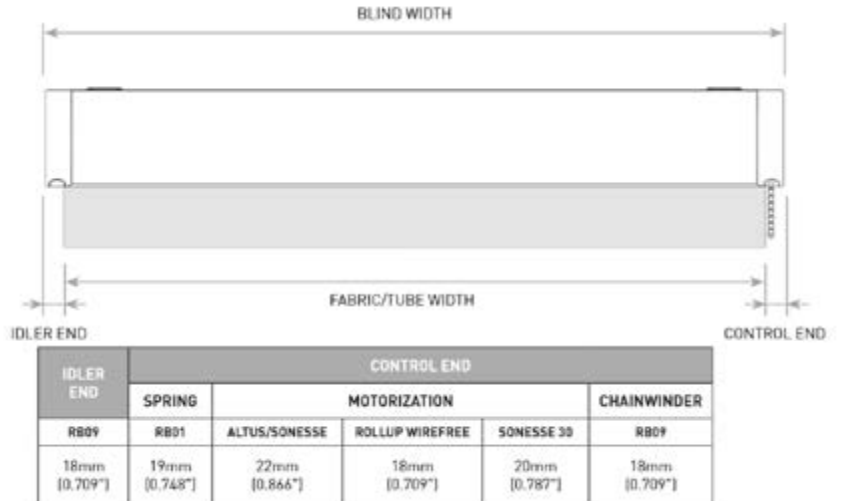 BLIND WIDTH
FABRIC/TUBE WIDTH
IDLER END
CONTROL END
IDLER END
CONTROL END
SPRING
MOTORIZATION
CHAINWINDER
RB09
RB01
ALTUS/SONESSE
ROLLUP WIREFREE
SONESSE 30
RB09
18mm
19mm
22mm
18mm
20mm
18mm
[0.709"]
[0.748"]
[0.866"]
[0.709"]
[0.787"]
[0.709"]